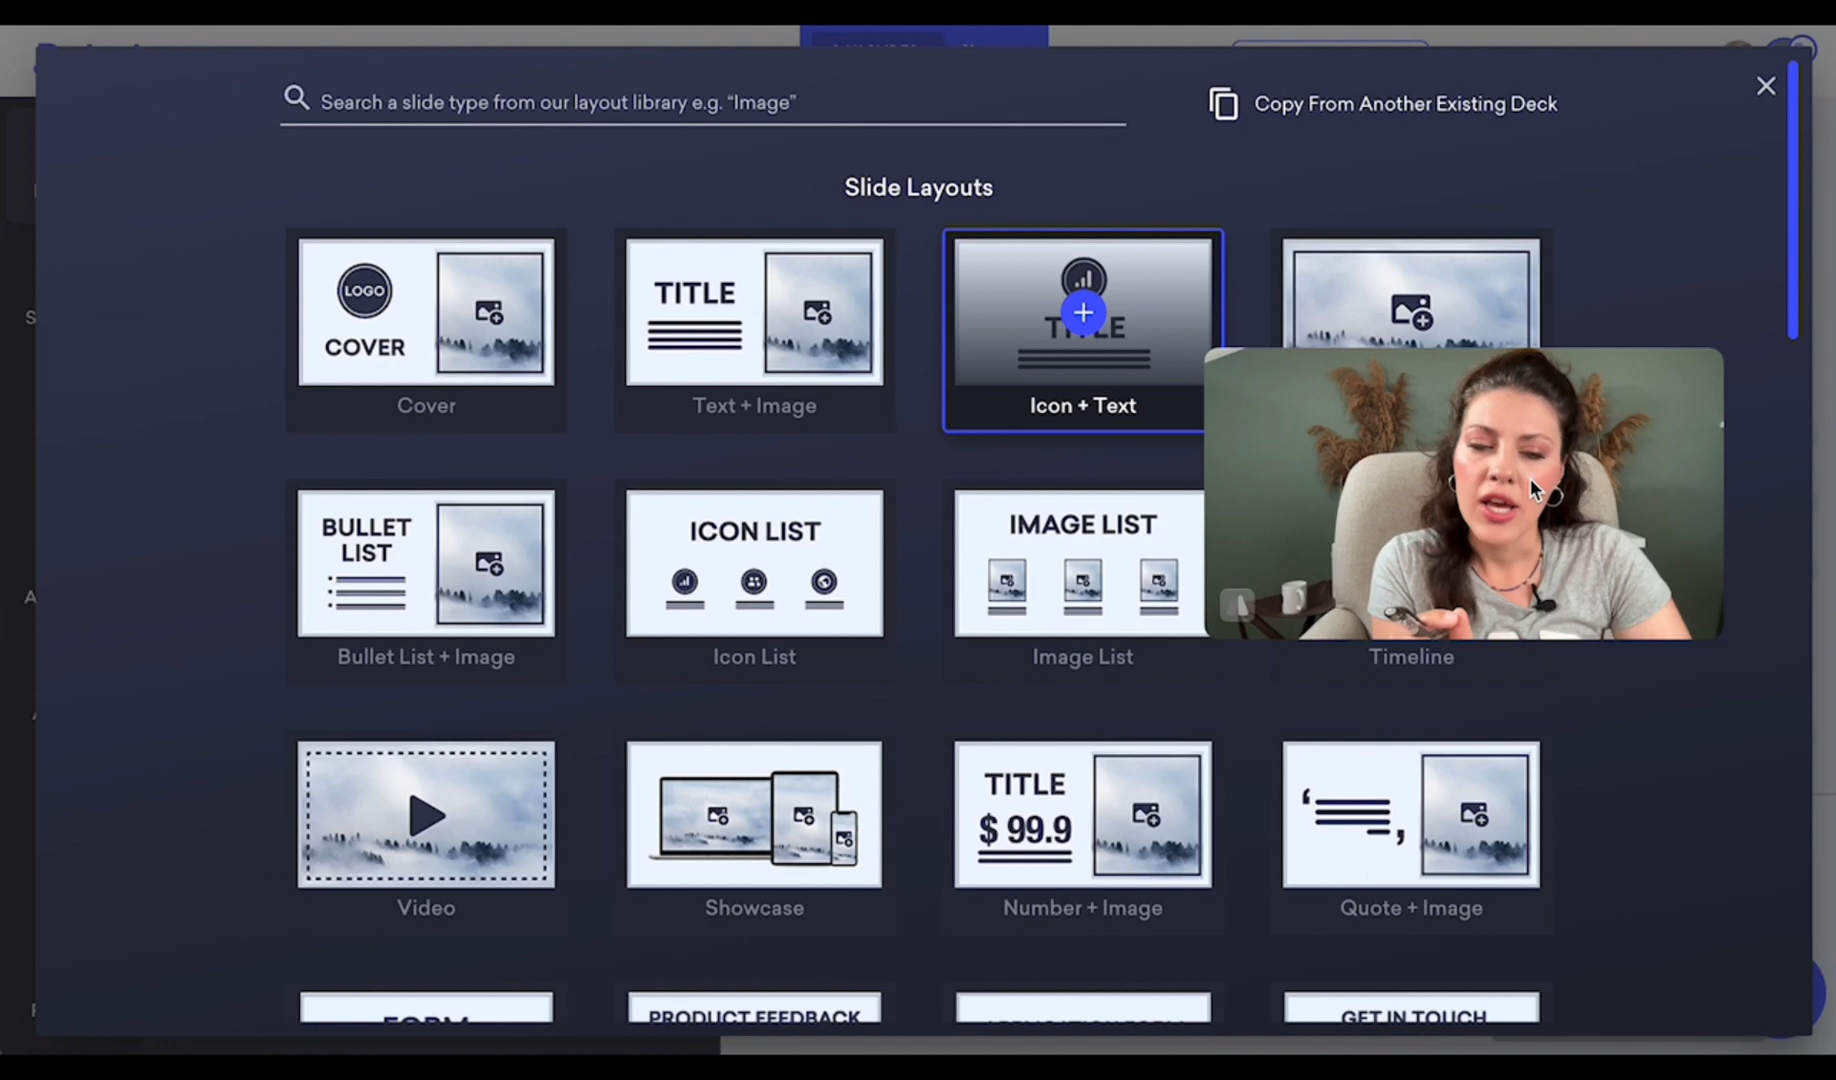 Search a slide type from our layout library e.g. “Image”
Copy From Another Existing Deck
Slide Layouts
LOGO
COVER
Cover
TITLE
Text + Image
Icon + Text
BULLET
LIST
Bullet List + Image
ICON LIST
Icon List
IMAGE LIST
Image List
Timeline
Video
Showcase
TITLE
$ 99.9
Number + Image
Quote + Image
FORM
PRODUCT FEEDBACK
GET IN TOUCH